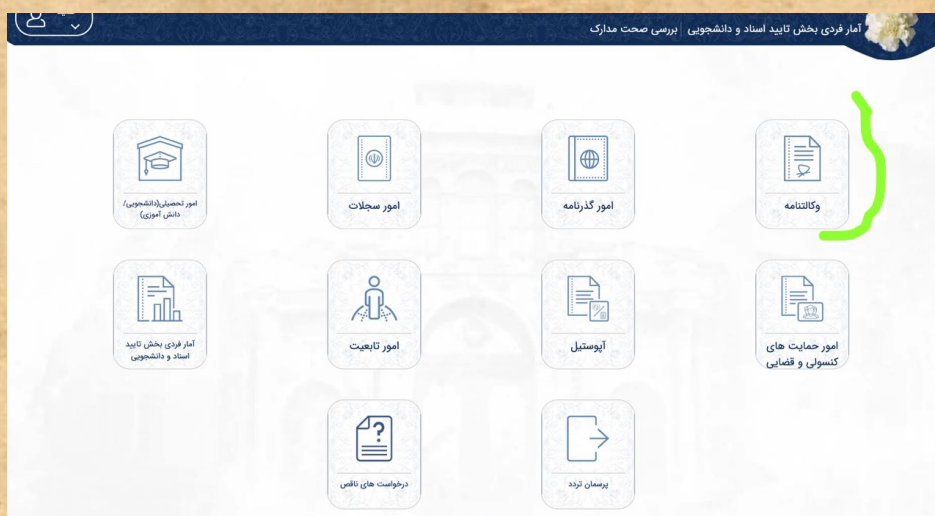 آمار فردی بخش تایید اسناد و دانشجویی | بررسی صحت مدارک
وکالتنامه
امور گذرنامه
امور سجلات
امور تحصیلی(دانشجویی/
دانش آموزی)
امور حمایت های
کنسولی و قضایی
آپوستیل
امور تابعیت
آمار فردی بخش تایید
اسناد و دانشجویی
پرسمان تردد
درخواست های ناقص